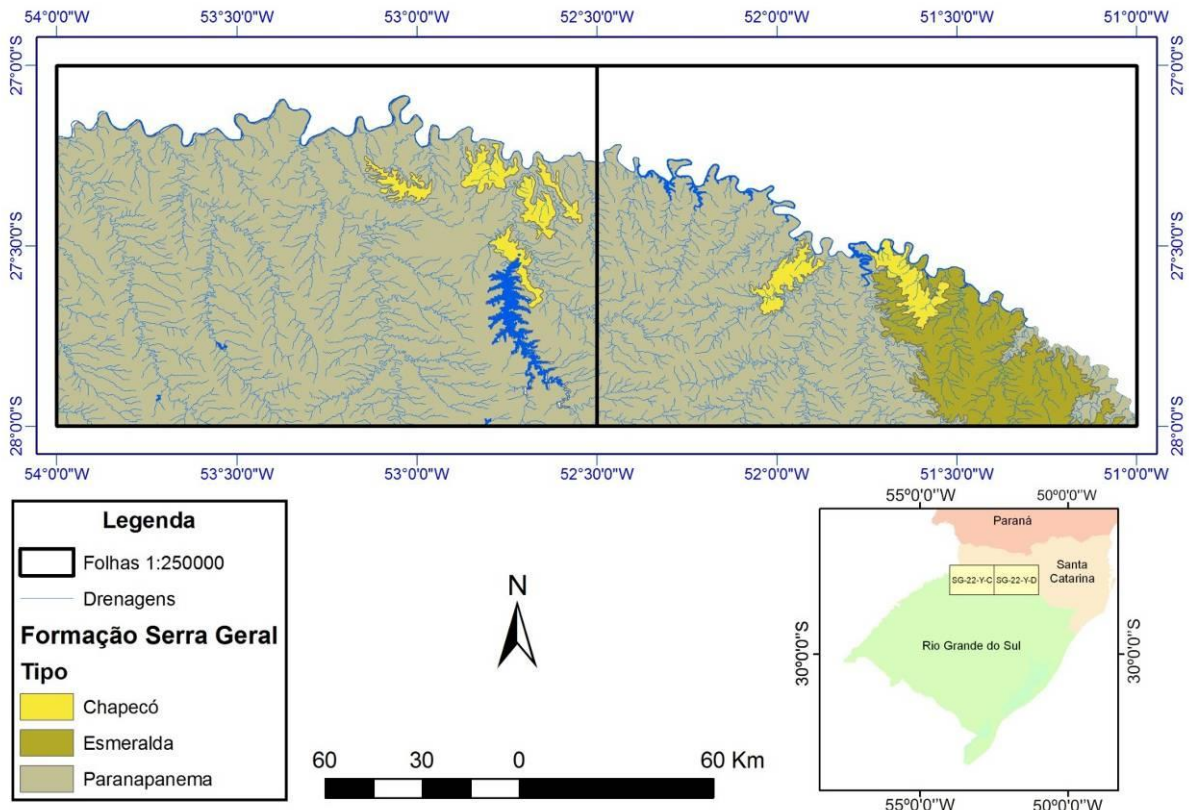 54°0'0"W 53°30'0"W 53°0'0"W 52°30'0"W 52°0'0"W 51°30'0"W 51°0'0"W
27°0'0"S 27°0'0"S
27°30'0"S 27°30'0"S
28°0'0"S 28°0'0"S
54°0'0"W 53°30'0"W 53°0'0"W 52°30'0"W 52°0'0"W 51°30'0"W 51°0'0"W
Legenda
Folhas 1:250000
Drenagens
Formação Serra Geral
Tipo
Chapecó
Esmeralda
Paranapanema
N
60 30 0 60 Km
55°0'0"W 50°0'0"W
Paraná
Santa
Catarina
SG-22-Y-C SG-22-Y-D
Rio Grande do Sul
30°0'0"S 30°0'0"S
55°0'0"W 50°0'0"W